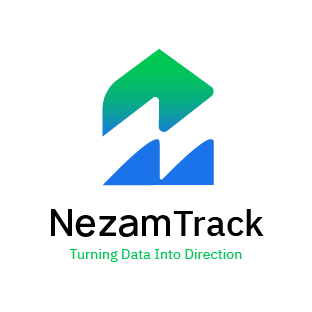 NezamTrack
Turning Data Into Direction